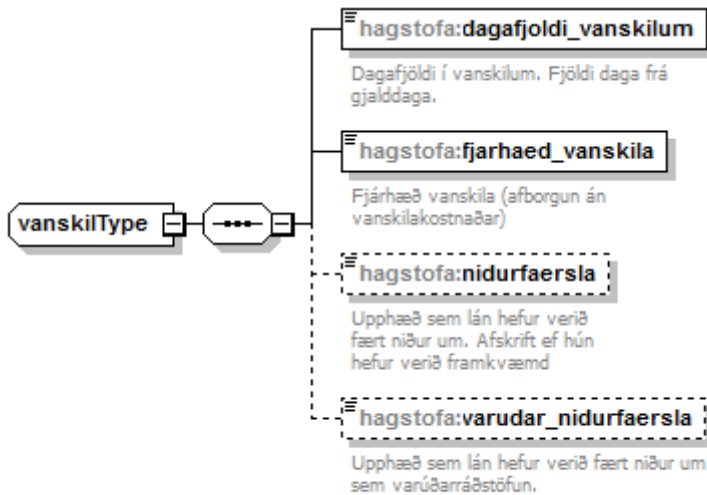 hagstofa:dagafjoldi_vanskilum
Dagafjöldi í vanskilum. Fjöldi daga frá
gjalddaga.
hagstofa:fjarhaed_vanskila
Fjárhæð vanskila (afborgun án
vanskilakostnaðar)
vanskilType
hagstofa:nidurfaersla
Upphæð sem lán hefur verið
fært niður um. Afskrift ef hún
hefur verið framkvæmd
hagstofa:varudar_nidurfaersla
Upphæð sem lán hefur verið fært niður um
sem varúðarráðstöfun.